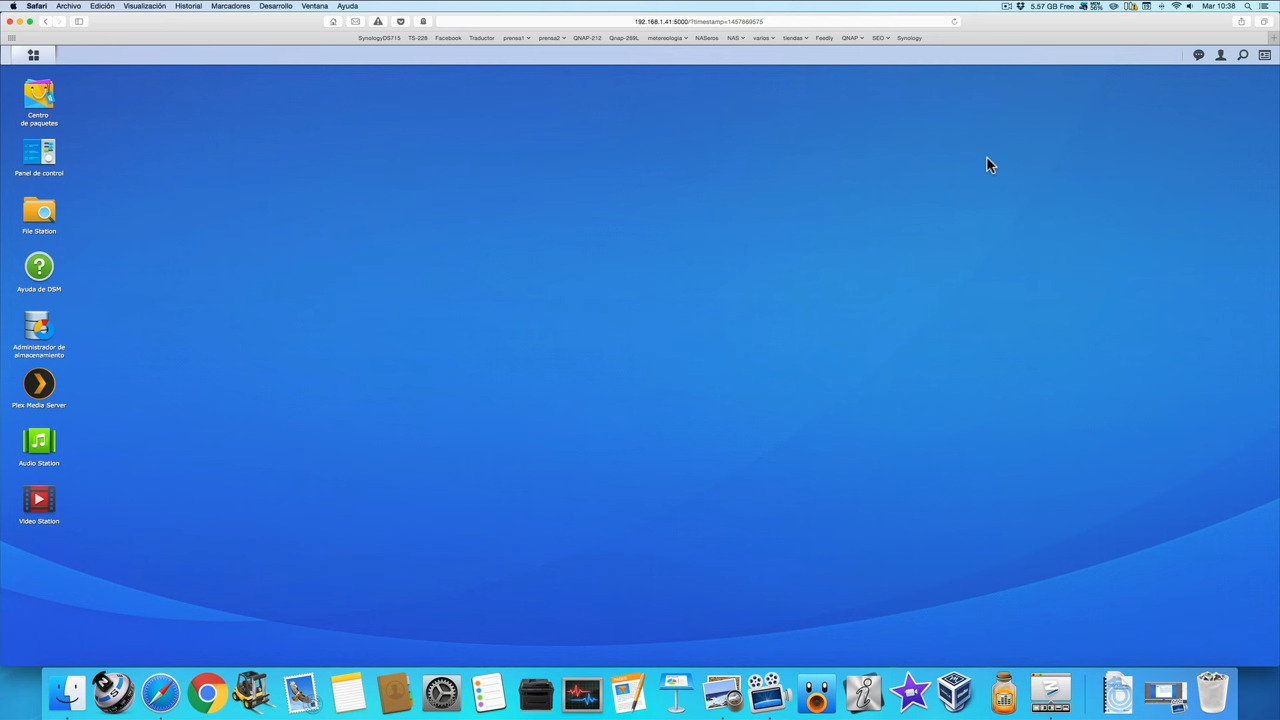 Safari Archivo Edición Visualización Historial Marcadores Desarrollo Ventana Ayuda 5.57 GB Free Mar 10:38
192.168.1.41:5000/?timestamp=1457869575
SynologyDS715 TS-228 Facebook Traductor prensa1 prensa2 QNAP-212 Qnap-269L metereologia NASeros NAS varios tiendas Feedly QNAP SEO Synology
Centro
de paquetes
Panel de control
File Station
Ayuda de DSM
Administrador de
almacenamiento
Plex Media Server
Audio Station
Video Station